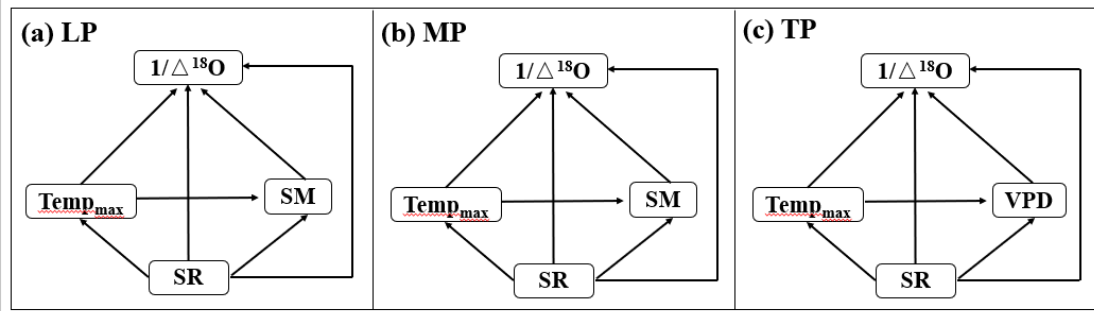 (a) LP
1/△¹⁸O
Tempₘₐₓ
SM
SR
(b) MP
1/△¹⁸O
Tempₘₐₓ
SM
SR
(c) TP
1/△¹⁸O
Tempₘₐₓ
VPD
SR